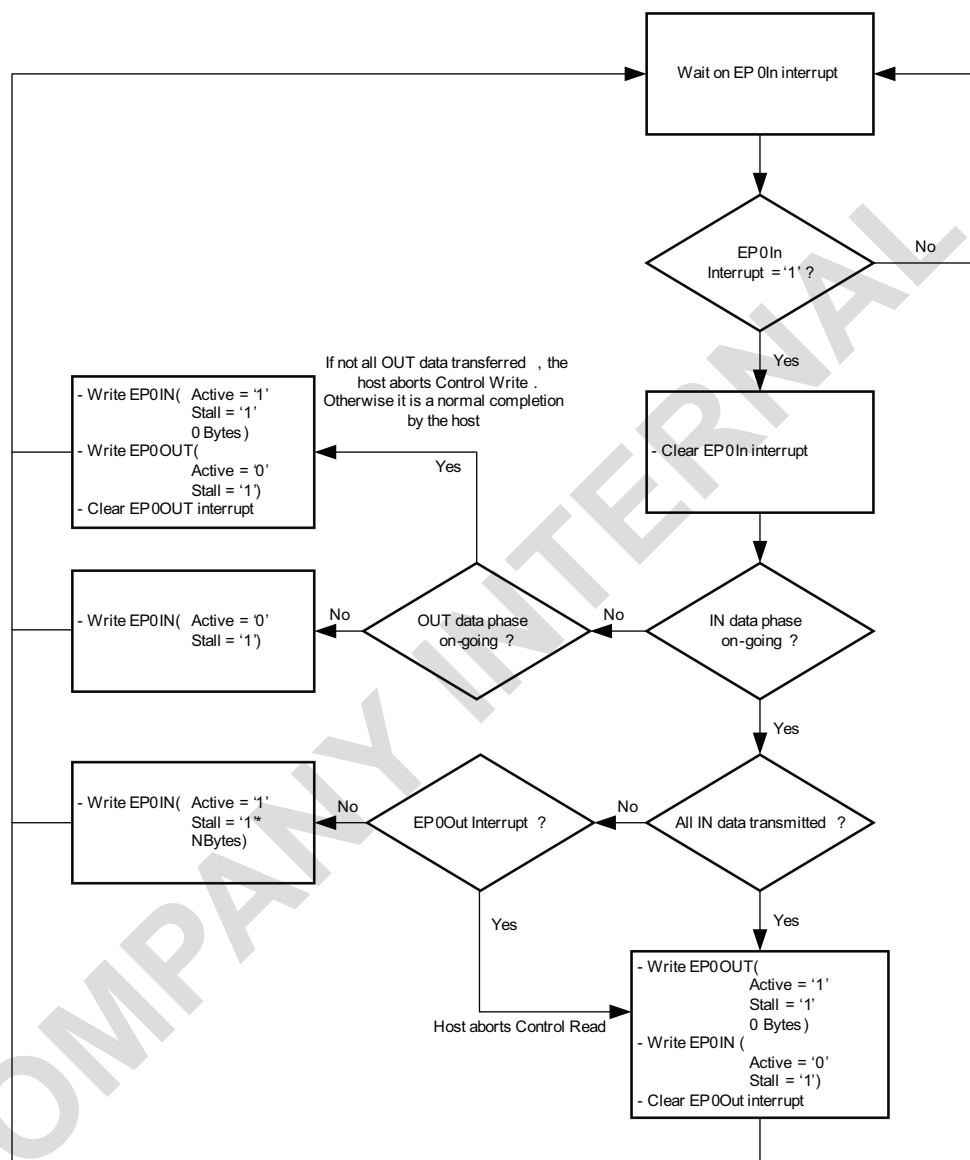 Wait on EP0In interrupt
EP0In
Interrupt = '1' ?
No
Yes
- Clear EP0In interrupt
If not all OUT data transferred , the
host aborts Control Write .
Otherwise it is a normal completion
by the host
- Write EP0IN( Active = '1'
Stall = '1'
0 Bytes)
- Write EP0OUT(
Active = '0'
Stall = '1')
- Clear EP0OUT interrupt
Yes
IN data phase
on-going ?
No
OUT data phase
on-going ?
No
- Write EP0IN( Active = '0'
Stall = '1')
Yes
All IN data transmitted ?
No
EP0Out Interrupt ?
No
- Write EP0IN( Active = '1'
Stall = '1'*
NBytes)
Yes
Yes
Host aborts Control Read
- Write EP0OUT(
Active = '1'
Stall = '1'
0 Bytes)
- Write EP0IN (
Active = '0'
Stall = '1')
- Clear EP0Out interrupt
OMPANY INTERNAL